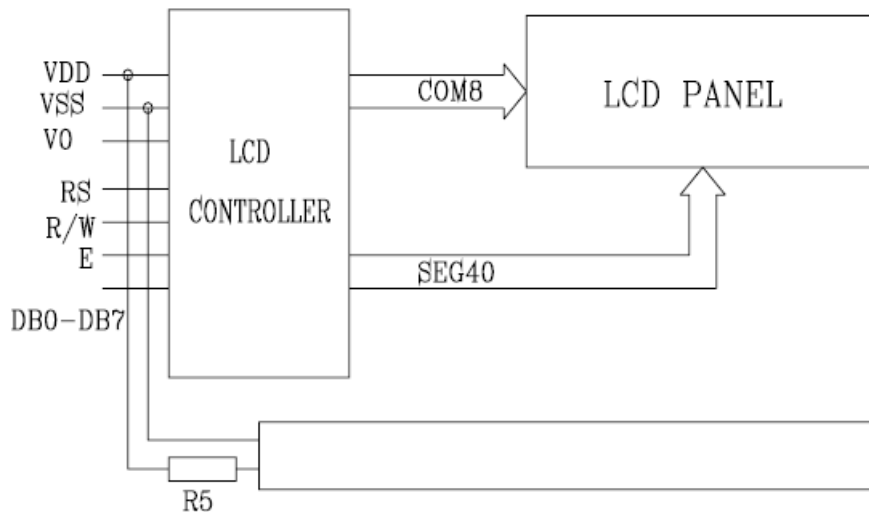 VDD
VSS
V0
RS
R/W
E
DB0-DB7
LCD
CONTROLLER
COM8
SEG40
LCD PANEL
R5